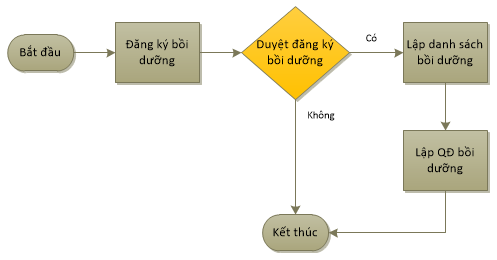 Bắt đầu
Đăng ký bồi
dưỡng
Duyệt đăng ký
bồi dưỡng
Có
Lập danh sách
bồi dưỡng
Không
Lập QĐ bồi
dưỡng
Kết thúc